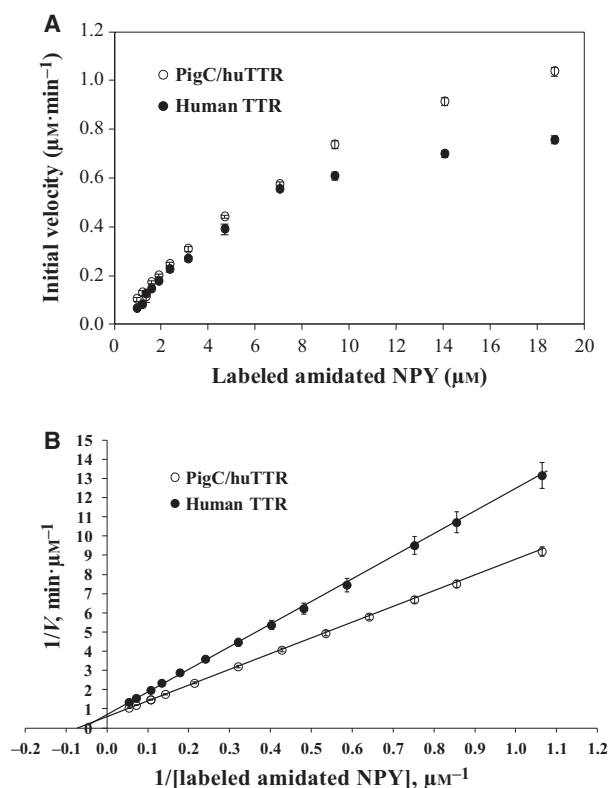 A
1.2
1.0
0.8
0.6
0.4
0.2
0.0
Initial velocity (μM·min⁻¹)
PigC/huTTR
Human TTR
0 2 4 6 8 10 12 14 16 18 20
Labeled amidated NPY (μM)
B
15
14
13
12
11
10
9
8
7
6
5
4
3
2
1
0
1/V, min·μM⁻¹
PigC/huTTR
Human TTR
–0.2 –0.1 0.0 0.1 0.2 0.3 0.4 0.5 0.6 0.7 0.8 0.9 1.0 1.1 1.2
1/[labeled amidated NPY], μM⁻¹